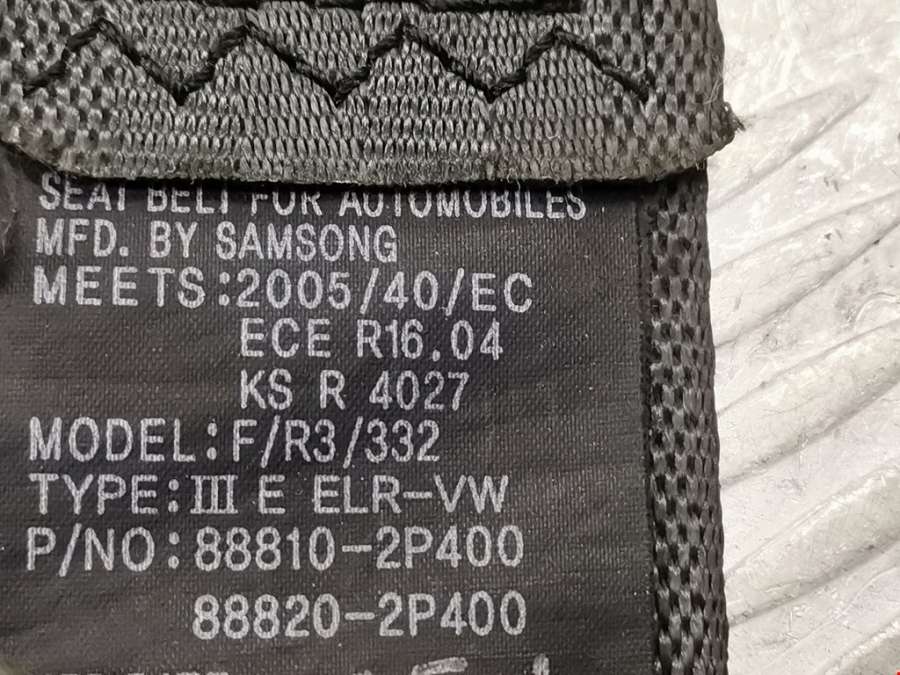 SEAT BELT FOR AUTOMOBILES
MFD. BY SAMSONG
MEETS:2005/40/EC
ECE R16.04
KS R 4027
MODEL:F/R3/332
TYPE:III E ELR-VW
P/NO:88810-2P400
88820-2P400